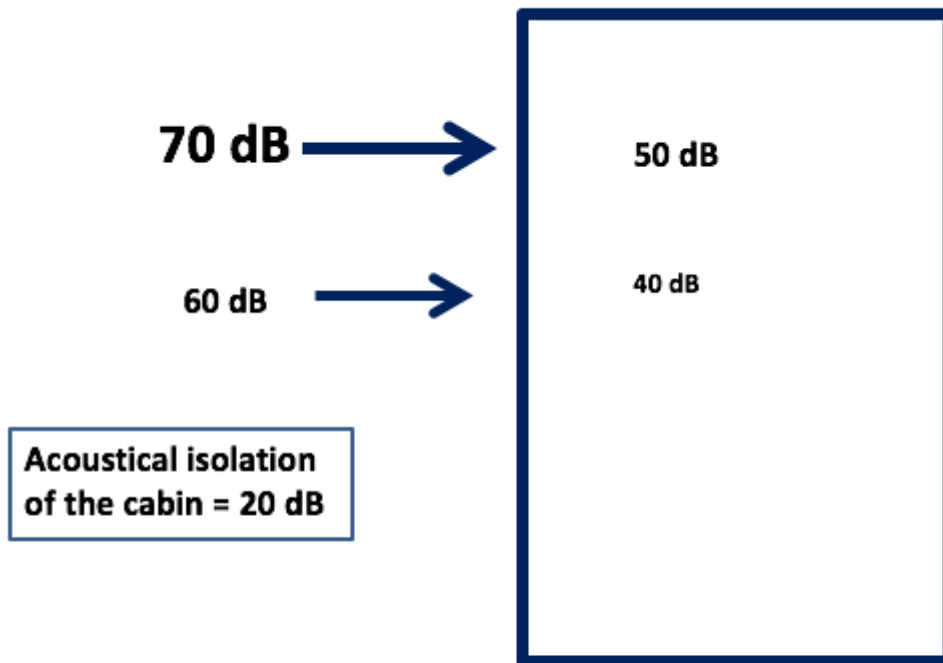 70 dB
50 dB
60 dB
40 dB
Acoustical isolation
of the cabin = 20 dB